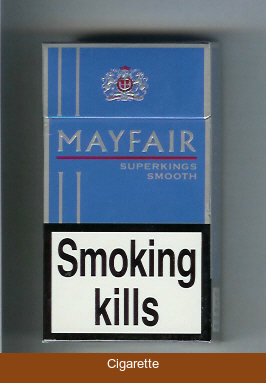 MAYFAIR
SUPERKINGS
SMOOTH
Smoking
kills
Cigarette